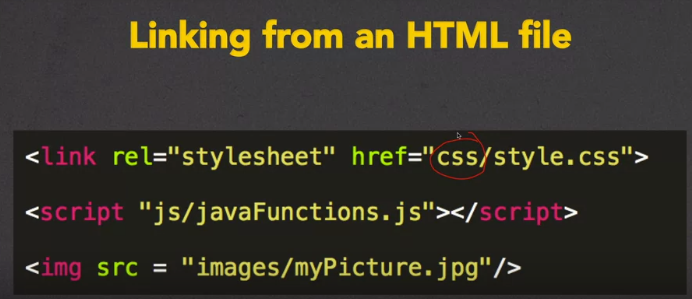 Linking from an HTML file
<link rel="stylesheet" href="css/style.css">
<script "js/javaFunctions.js"></script>
<img src = "images/myPicture.jpg"/>